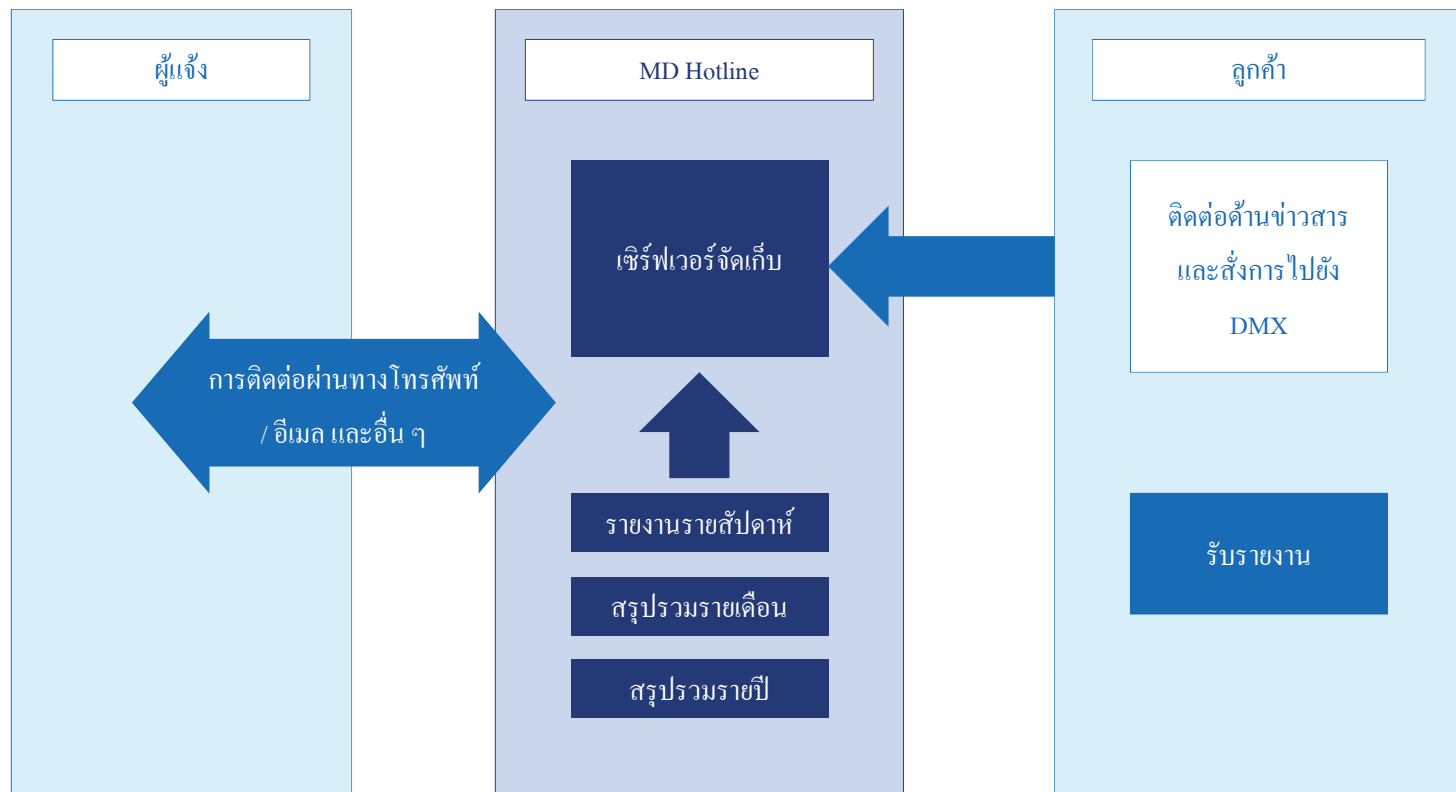 ผู้แจ้ง
MD Hotline
ลูกค้า
เซิร์ฟเวอร์จัดเก็บ
ติดต่อด้านข่าวสาร
และสั่งการไปยัง
DMX
การติดต่อผ่านทางโทรศัพท์
/ อีเมล และอื่น ๆ
รายงานรายสัปดาห์
สรุปรวมรายเดือน
สรุปรวมรายปี
รับรายงาน